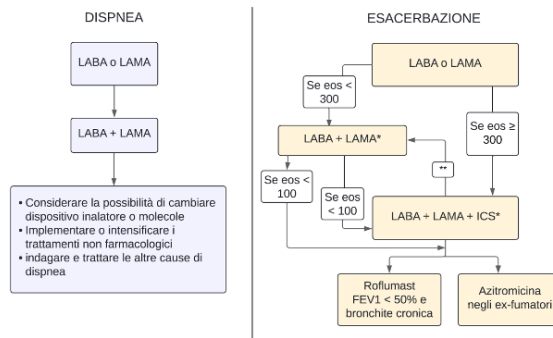 DISPNEA
LABA o LAMA
LABA + LAMA
• Considerare la possibilità di cambiare
dispositivo inalatore o molecole
• Implementare o intensificare i
trattamenti non farmacologici
• indagare e trattare le altre cause di
dispnea
ESACERBAZIONE
LABA o LAMA
Se eos <
300
Se eos ≥
300
LABA + LAMA*
**
Se eos <
100
Se eos
< 100
LABA + LAMA + ICS*
Roflumast
FEV1 < 50% e
bronchite cronica
Azitromicina
negli ex-fumatori